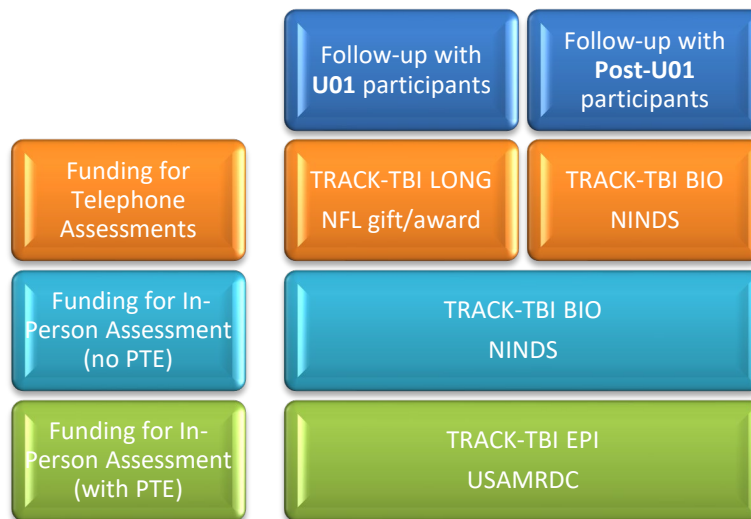 Follow-up with
U01 participants
Follow-up with
Post-U01
participants
Funding for
Telephone
Assessments
TRACK-TBI LONG
NFL gift/award
TRACK-TBI BIO
NINDS
Funding for In-
Person Assessment
(no PTE)
TRACK-TBI BIO
NINDS
Funding for In-
Person Assessment
(with PTE)
TRACK-TBI EPI
USAMRDC